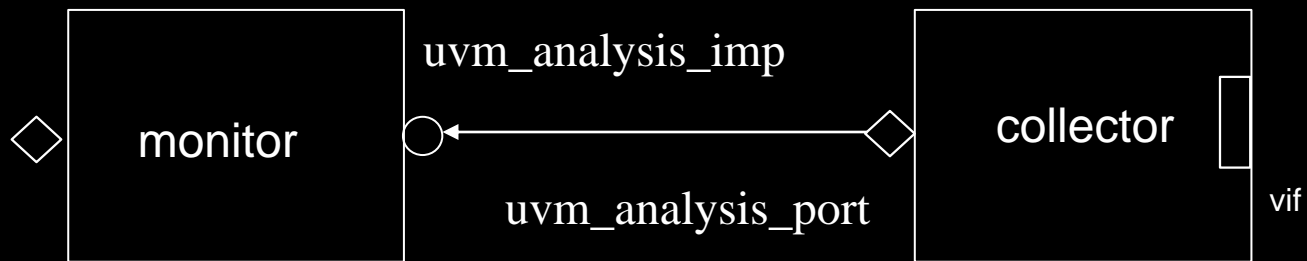 uvm_analysis_imp
monitor
collector
uvm_analysis_port
vif